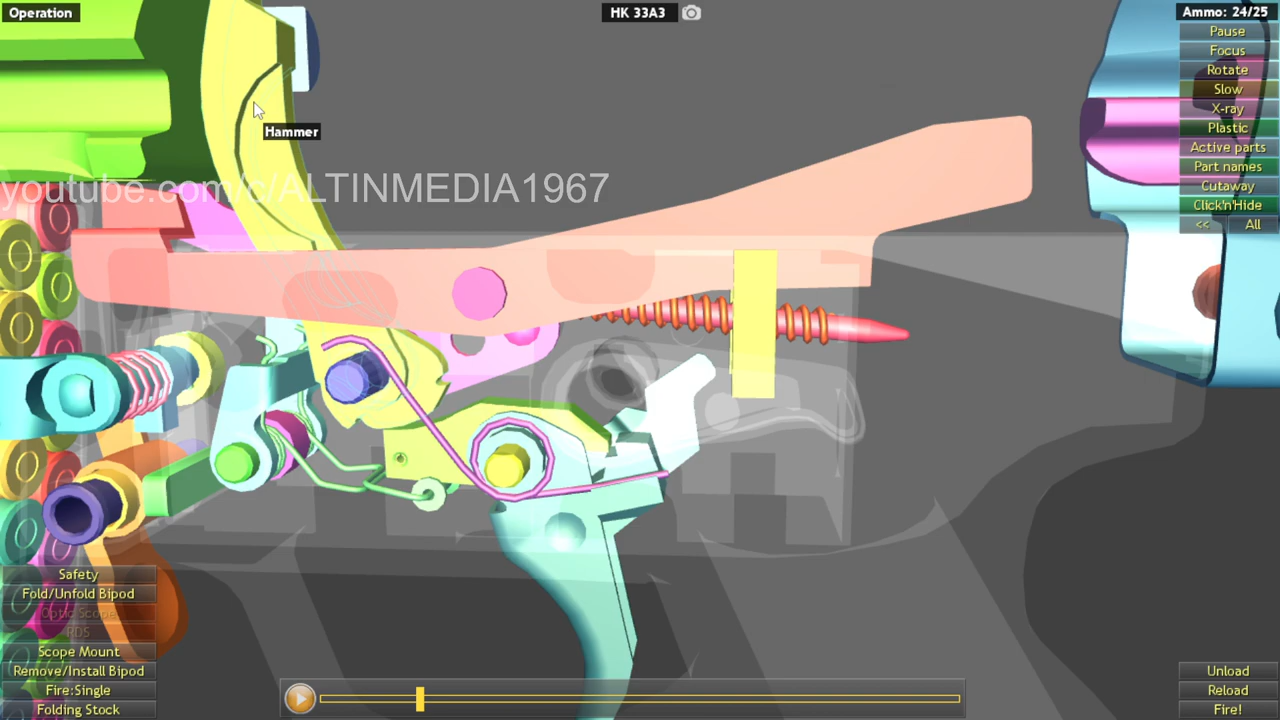 Operation
HK 33A3
Ammo: 24/25
Pause
Focus
Rotate
Slow
X-ray
Plastic
Active parts
Part names
Cutaway
Click'n'Hide
<< All
Hammer
youtube.com/c/ALTINMEDIA1967
Safety
Fold/Unfold Bipod
Optic Scope
RDS
Scope Mount
Remove/Install Bipod
Fire:Single
Folding Stock
Unload
Reload
Fire!